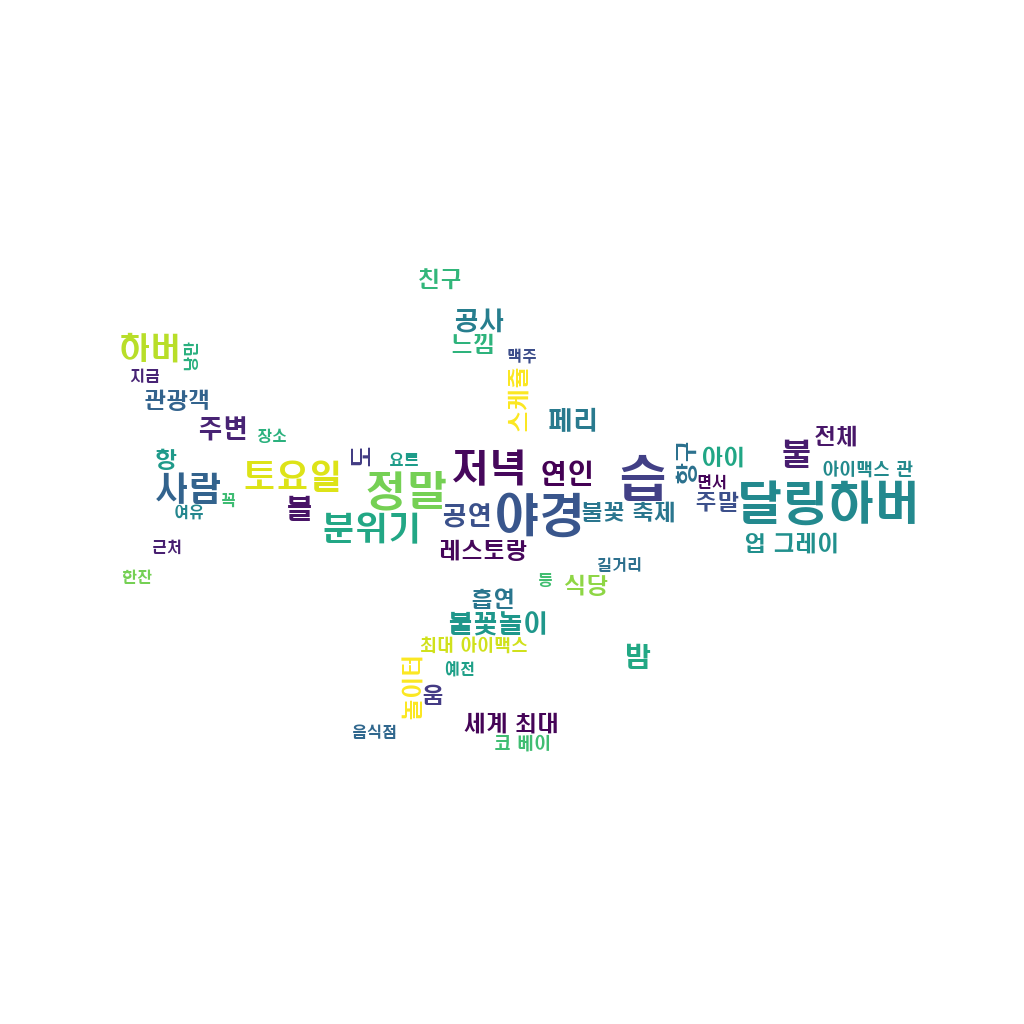 친구
공사
하버
느낌
낭만
맥주
지금
스케줄
관광객
페리
주변
장소
전체
불
항
내
요트
저녁
항구
아이
아이맥스 관
토요일
연인
습
면서
사람
꼭
정말
주말
달링하버
여유
블
분위기
공연
야경
불꽃 축제
근처
레스토랑
업 그레이
길거리
한잔
등
식당
흡연
불꽃놀이
최대 아이맥스
밤
예전
놀이터
움
세계 최대
음식점
코 베이